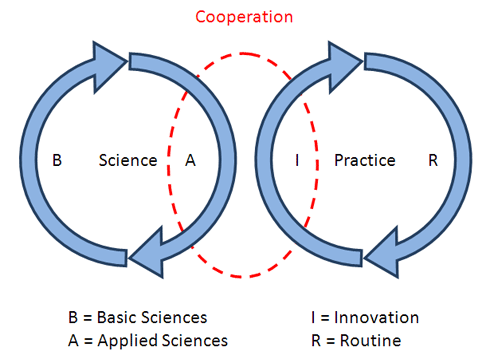 Cooperation
B Science A I Practice R
B = Basic Sciences
A = Applied Sciences
I = Innovation
R = Routine